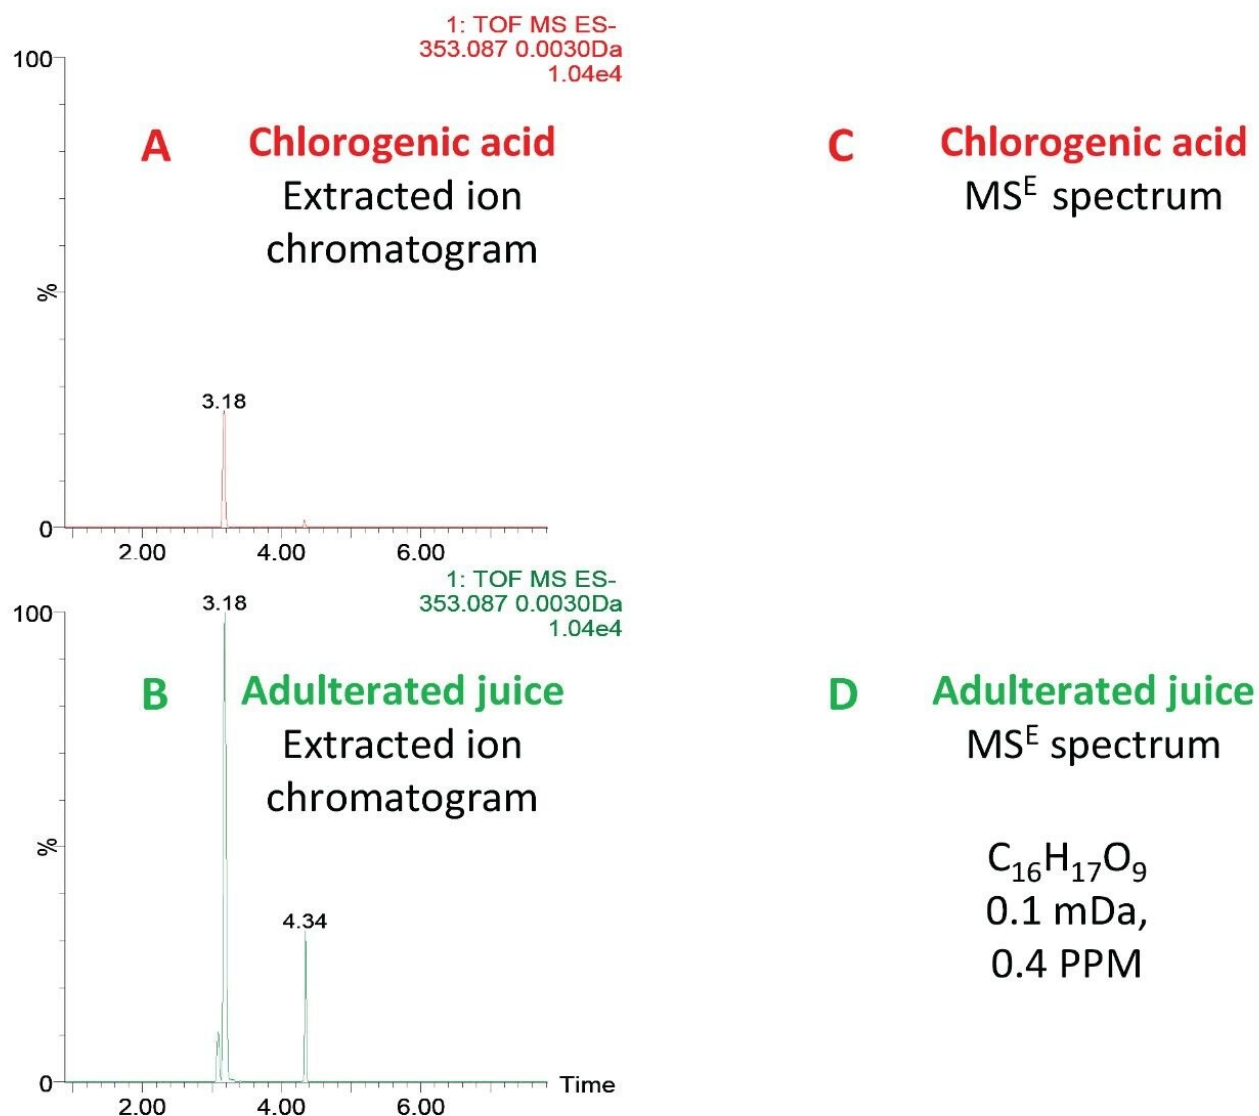 1: TOF MS ES-
353.087 0.0030Da
1.04e4
100
A
Chlorogenic acid
Extracted ion
chromatogram
%
3.18
0
2.00 4.00 6.00
C
Chlorogenic acid
MSᴱ spectrum
1: TOF MS ES-
353.087 0.0030Da
1.04e4
3.18
100
B
Adulterated juice
Extracted ion
chromatogram
%
4.34
0
Time
2.00 4.00 6.00
D
Adulterated juice
MSᴱ spectrum
C₁₆H₁₇O₉
0.1 mDa,
0.4 PPM